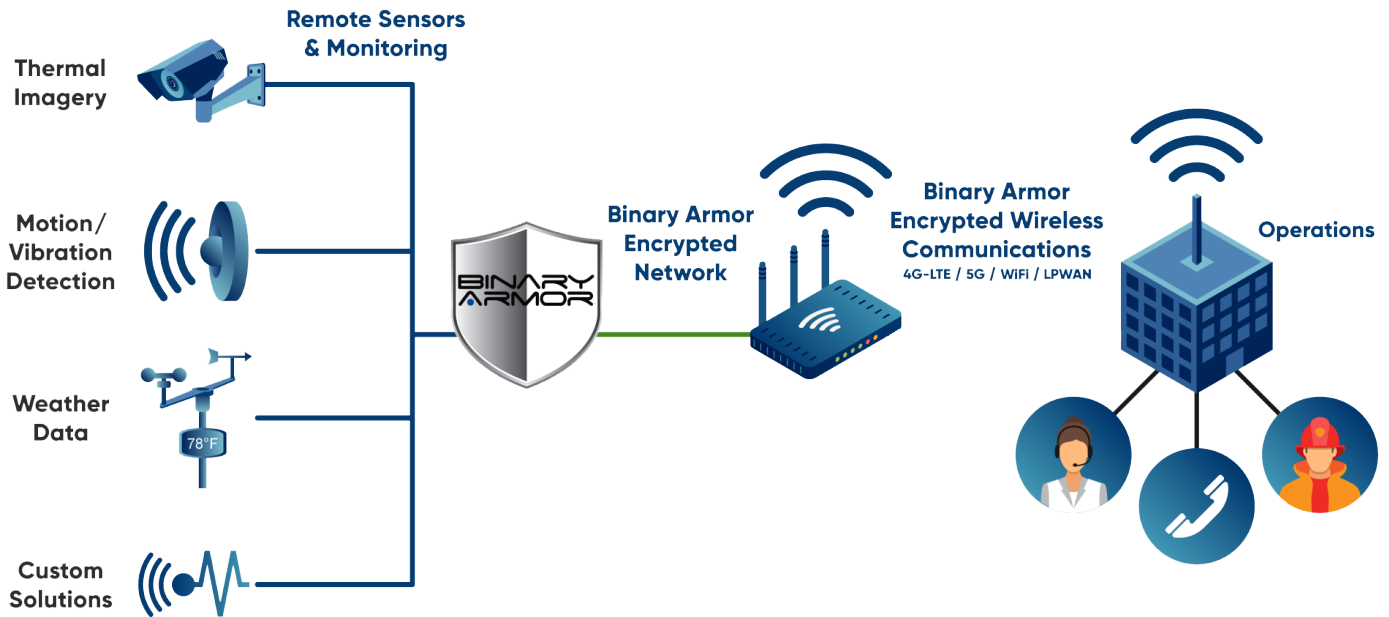 Remote Sensors
& Monitoring
Thermal
Imagery
Motion/
Vibration
Detection
Weather
Data
78°F
Custom
Solutions
BINARY
ARMOR
Binary Armor
Encrypted
Network
Binary Armor
Encrypted Wireless
Communications
4G-LTE / 5G / WiFi / LPWAN
Operations